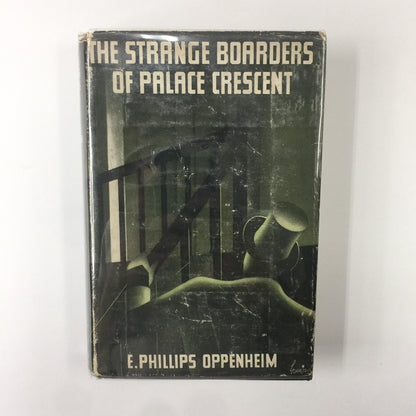 THE STRANGE BOARDERS
OF PALACE CRESCENT
E. PHILLIPS OPPENHEIM